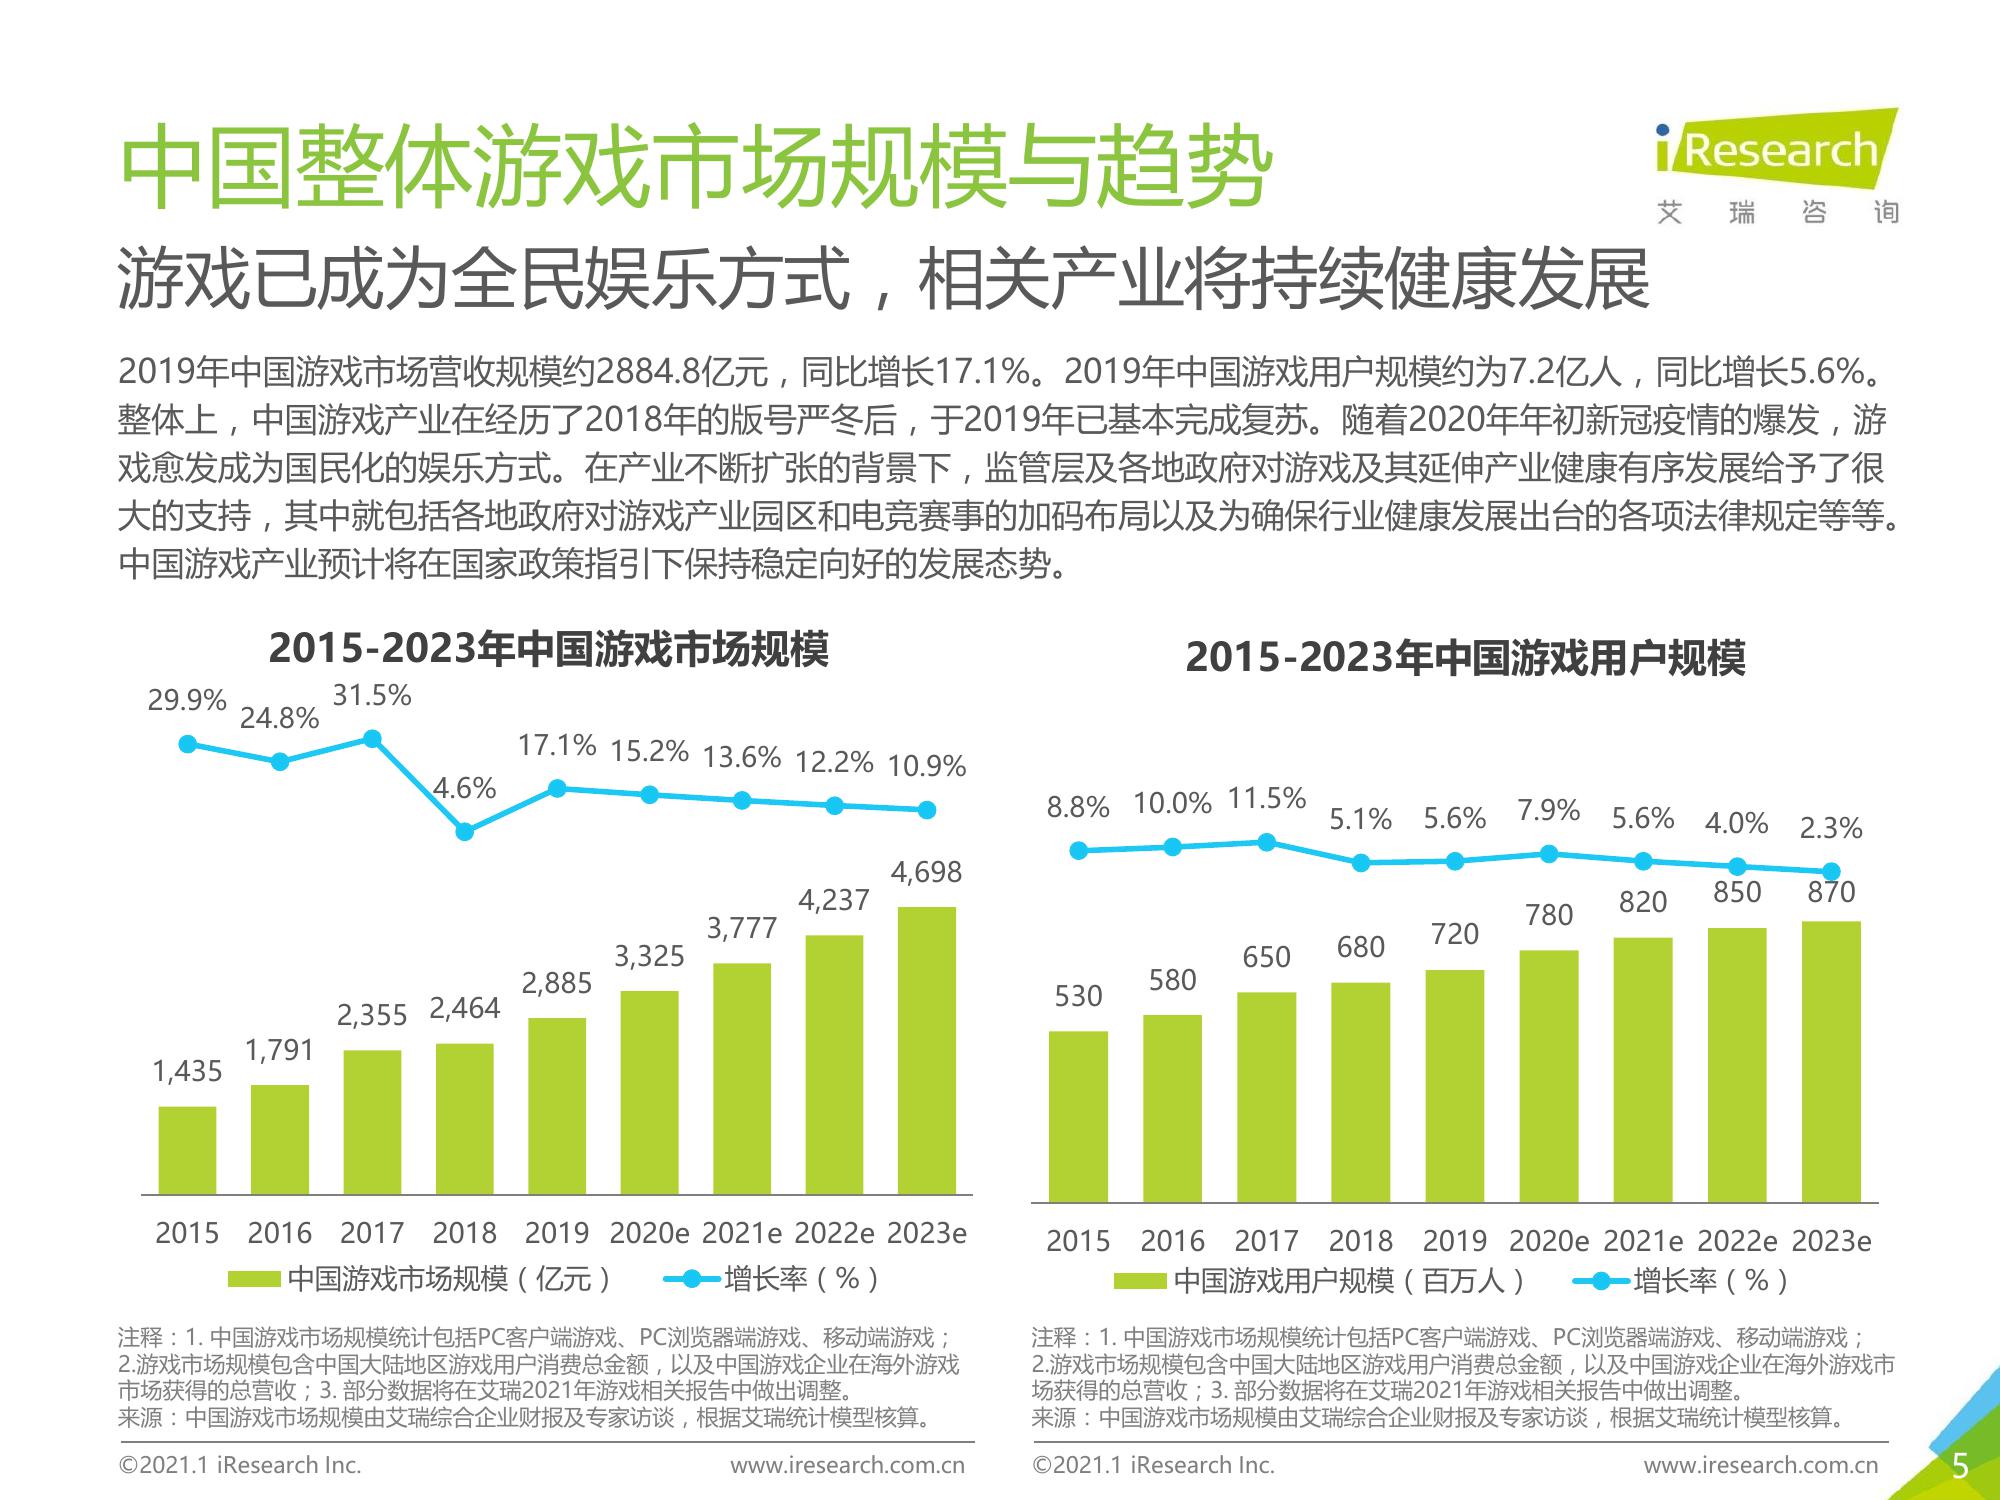 中国整体游戏市场规模与趋势
iResearch
艾瑞咨询
游戏已成为全民娱乐方式，相关产业将持续健康发展
2019年中国游戏市场营收规模约2884.8亿元，同比增长17.1%。2019年中国游戏用户规模约为7.2亿人，同比增长5.6%。
整体上，中国游戏产业在经历了2018年的版号严冬后，于2019年已基本完成复苏。随着2020年年初新冠疫情的爆发，游
戏愈发成为国民化的娱乐方式。在产业不断扩张的背景下，监管层及各地政府对游戏及其延伸产业健康有序发展给予了很
大的支持，其中就包括各地政府对游戏产业园区和电竞赛事的加码布局以及为确保行业健康发展出台的各项法律规定等等。
中国游戏产业预计将在国家政策指引下保持稳定向好的发展态势。
2015-2023年中国游戏市场规模
29.9% 24.8% 31.5% 4.6% 17.1% 15.2% 13.6% 12.2% 10.9%
1,435 1,791 2,355 2,464 2,885 3,325 3,777 4,237 4,698
2015 2016 2017 2018 2019 2020e 2021e 2022e 2023e
中国游戏市场规模（亿元） 增长率（%）
注释：1. 中国游戏市场规模统计包括PC客户端游戏、PC浏览器端游戏、移动端游戏；
2.游戏市场规模包含中国大陆地区游戏用户消费总金额，以及中国游戏企业在海外游戏
市场获得的总营收；3. 部分数据将在艾瑞2021年游戏相关报告中做出调整。
来源：中国游戏市场规模由艾瑞综合企业财报及专家访谈，根据艾瑞统计模型核算。
©2021.1 iResearch Inc. www.iresearch.com.cn
2015-2023年中国游戏用户规模
8.8% 10.0% 11.5% 5.1% 5.6% 7.9% 5.6% 4.0% 2.3%
530 580 650 680 720 780 820 850 870
2015 2016 2017 2018 2019 2020e 2021e 2022e 2023e
中国游戏用户规模（百万人） 增长率（%）
注释：1. 中国游戏市场规模统计包括PC客户端游戏、PC浏览器端游戏、移动端游戏；
2.游戏市场规模包含中国大陆地区游戏用户消费总金额，以及中国游戏企业在海外游戏市
场获得的总营收；3. 部分数据将在艾瑞2021年游戏相关报告中做出调整。
来源：中国游戏市场规模由艾瑞综合企业财报及专家访谈，根据艾瑞统计模型核算。
©2021.1 iResearch Inc. www.iresearch.com.cn
5